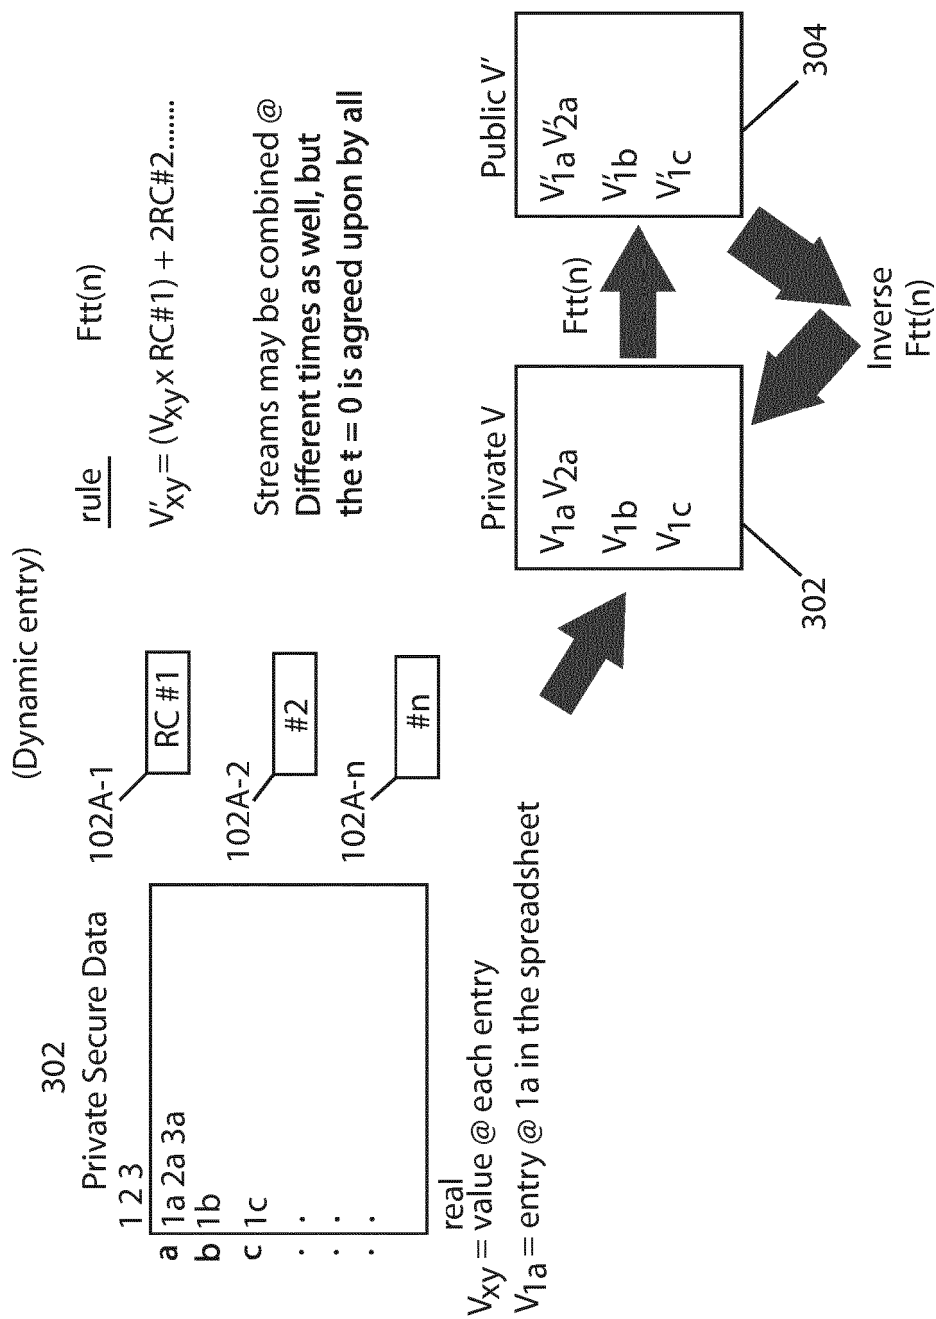 (Dynamic entry)
302
Private Secure Data
1 2 3
a 1a 2a 3a
b 1b
c 1c
. .
. .
. .
real
Vxy = value @ each entry
V1a = entry @ 1a in the spreadsheet
102A-1
RC #1
102A-2
#2
102A-n
#n
rule
Ftt(n)
V'xy = (Vxy x RC#1) + 2RC#2.......
Streams may be combined @
Different times as well, but
the t = 0 is agreed upon by all
Private V
V1a V2a
V1b
V1c
302
Ftt(n)
Public V'
V'1a V'2a
V'1b
V'1c
304
Inverse
Ftt(n)